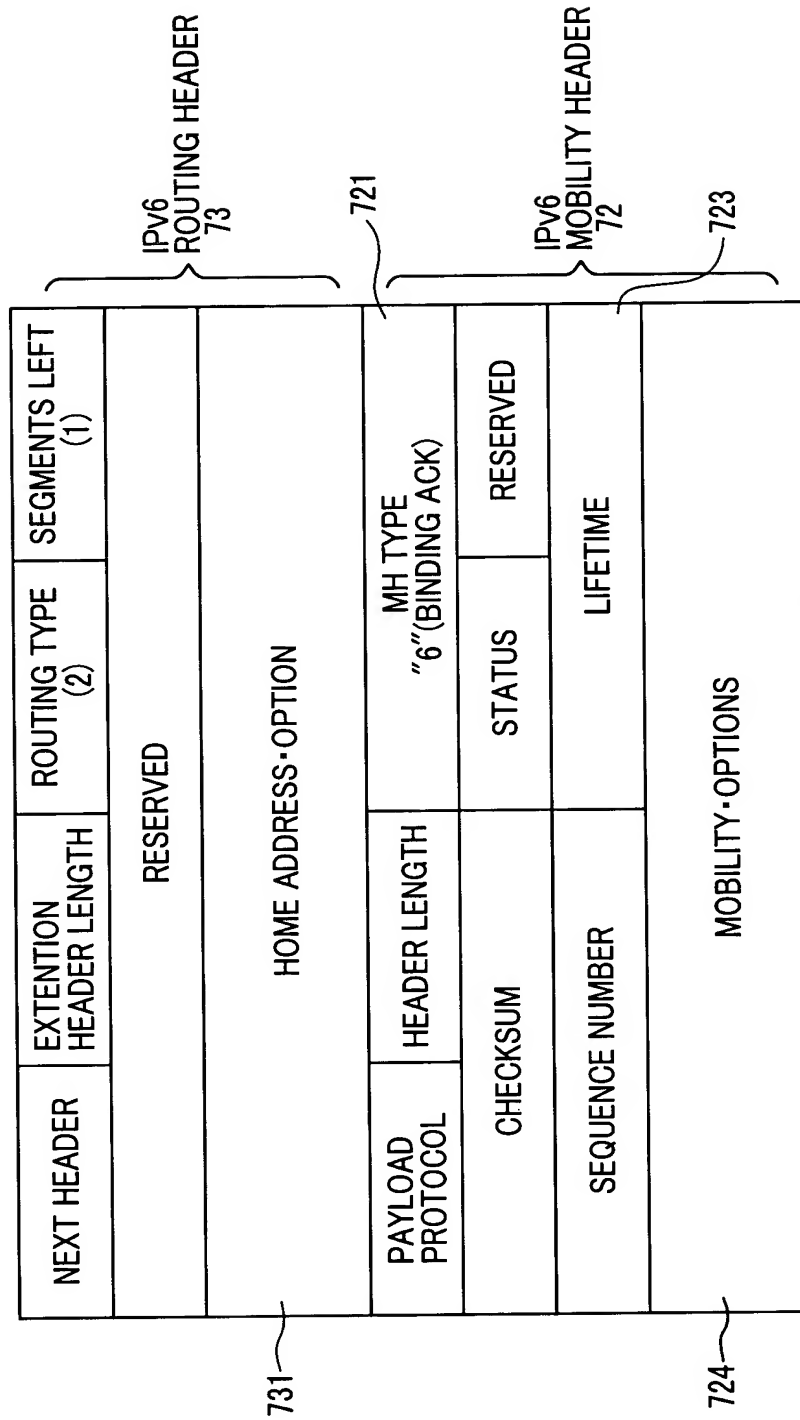 NEXT HEADER
EXTENTION
HEADER LENGTH
ROUTING TYPE
(2)
SEGMENTS LEFT
(1)
RESERVED
HOME ADDRESS·OPTION
731
IPv6
ROUTING HEADER
73
PAYLOAD
PROTOCOL
HEADER LENGTH
MH TYPE
"6"(BINDING ACK)
721
CHECKSUM
STATUS
RESERVED
SEQUENCE NUMBER
LIFETIME
723
MOBILITY·OPTIONS
724
IPv6
MOBILITY HEADER
72